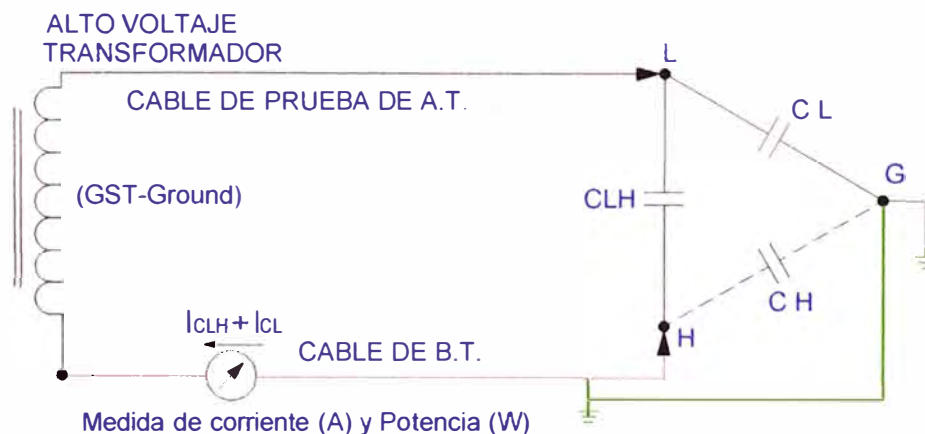 ALTO VOLTAJE
TRANSFORMADOR
L
CABLE DE PRUEBA DE A.T.
C L
G
(GST-Ground)
CLH
C H
ICLH + ICL
H
CABLE DE B.T.
Medida de corriente (A) y Potencia (W)